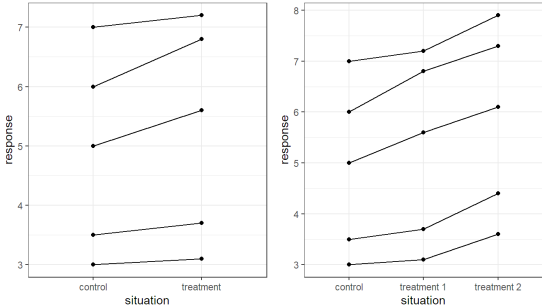 response
7
6
5
4
3
control treatment
situation
response
8
7
6
5
4
3
control treatment 1 treatment 2
situation